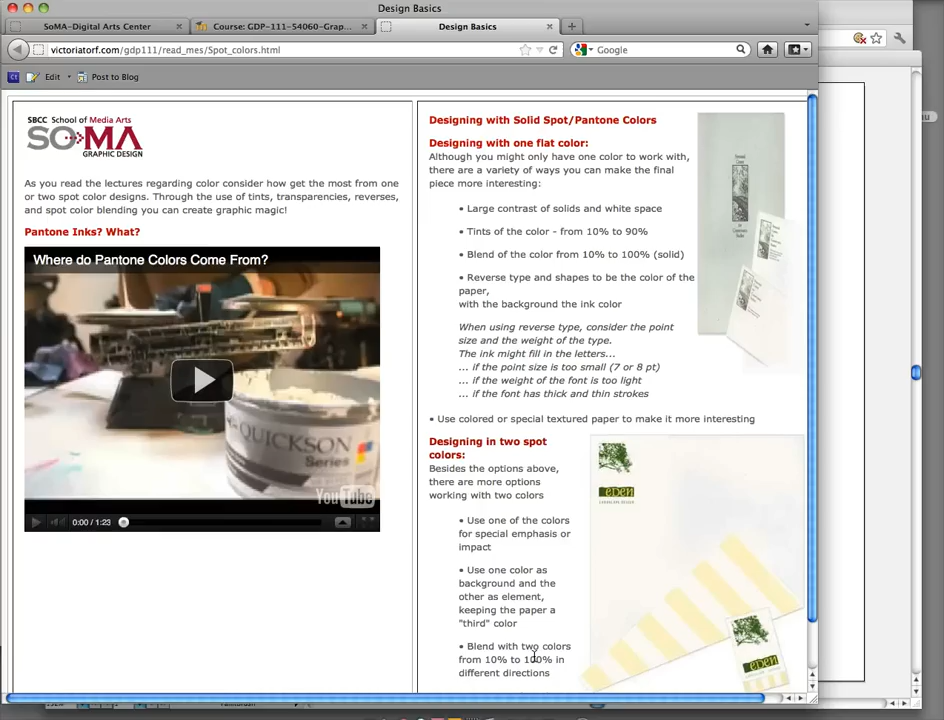 Design Basics
SoMA-Digital Arts Center
Course: GDP-111-54060-Grap...
Design Basics
victoriatorf.com/gdp111/read_mes/Spot_colors.html
Google
Edit
Post to Blog
SBCC School of Media Arts
SOMA
GRAPHIC DESIGN
As you read the lectures regarding color consider how get the most from one
or two spot color designs. Through the use of tints, transparencies, reverses,
and spot color blending you can create graphic magic!
Pantone Inks? What?
Where do Pantone Colors Come From?
QUICKSON
Series
YouTube
0:00 / 1:23
Designing with Solid Spot/Pantone Colors
Designing with one flat color:
Although you might only have one color to work with,
there are a variety of ways you can make the final
piece more interesting:
• Large contrast of solids and white space
• Tints of the color - from 10% to 90%
• Blend of the color from 10% to 100% (solid)
• Reverse type and shapes to be the color of the
paper,
with the background the ink color
When using reverse type, consider the point
size and the weight of the type.
The ink might fill in the letters...
... if the point size is too small (7 or 8 pt)
... if the weight of the font is too light
... if the font has thick and thin strokes
• Use colored or special textured paper to make it more interesting
Designing in two spot
colors:
Besides the options above,
there are more options
working with two colors
• Use one of the colors
for special emphasis or
impact
• Use one color as
background and the
other as element,
keeping the paper a
"third" color
• Blend with two colors
from 10% to 100% in
different directions
eden
LANDSCAPE DESIGN
eden